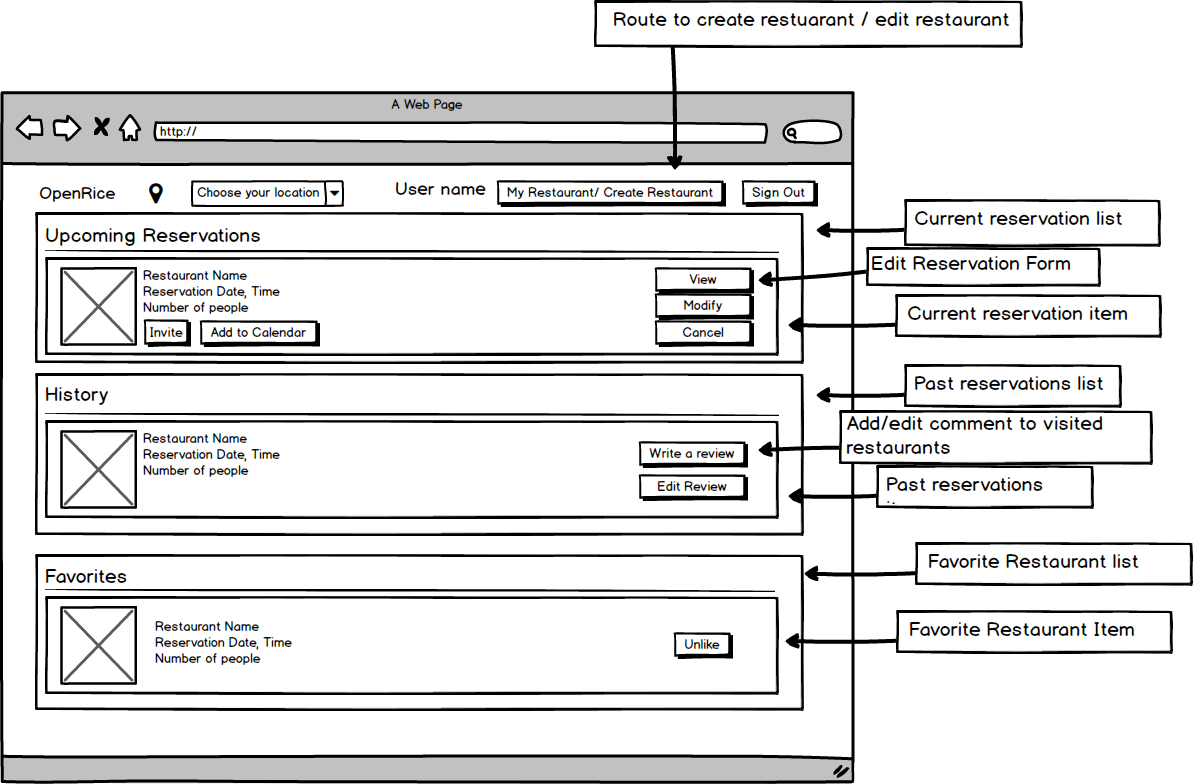 Route to create restuarant / edit restaurant
A Web Page
http://
OpenRice
Choose your location
User name
My Restaurant/ Create Restaurant
Sign Out
Upcoming Reservations
Current reservation list
Restaurant Name
Reservation Date, Time
Number of people
Invite
Add to Calendar
View
Modify
Cancel
Edit Reservation Form
Current reservation item
History
Past reservations list
Restaurant Name
Reservation Date, Time
Number of people
Write a review
Edit Review
Add/edit comment to visited
restaurants
Past reservations
Favorites
Favorite Restaurant list
Restaurant Name
Reservation Date, Time
Number of people
Unlike
Favorite Restaurant Item